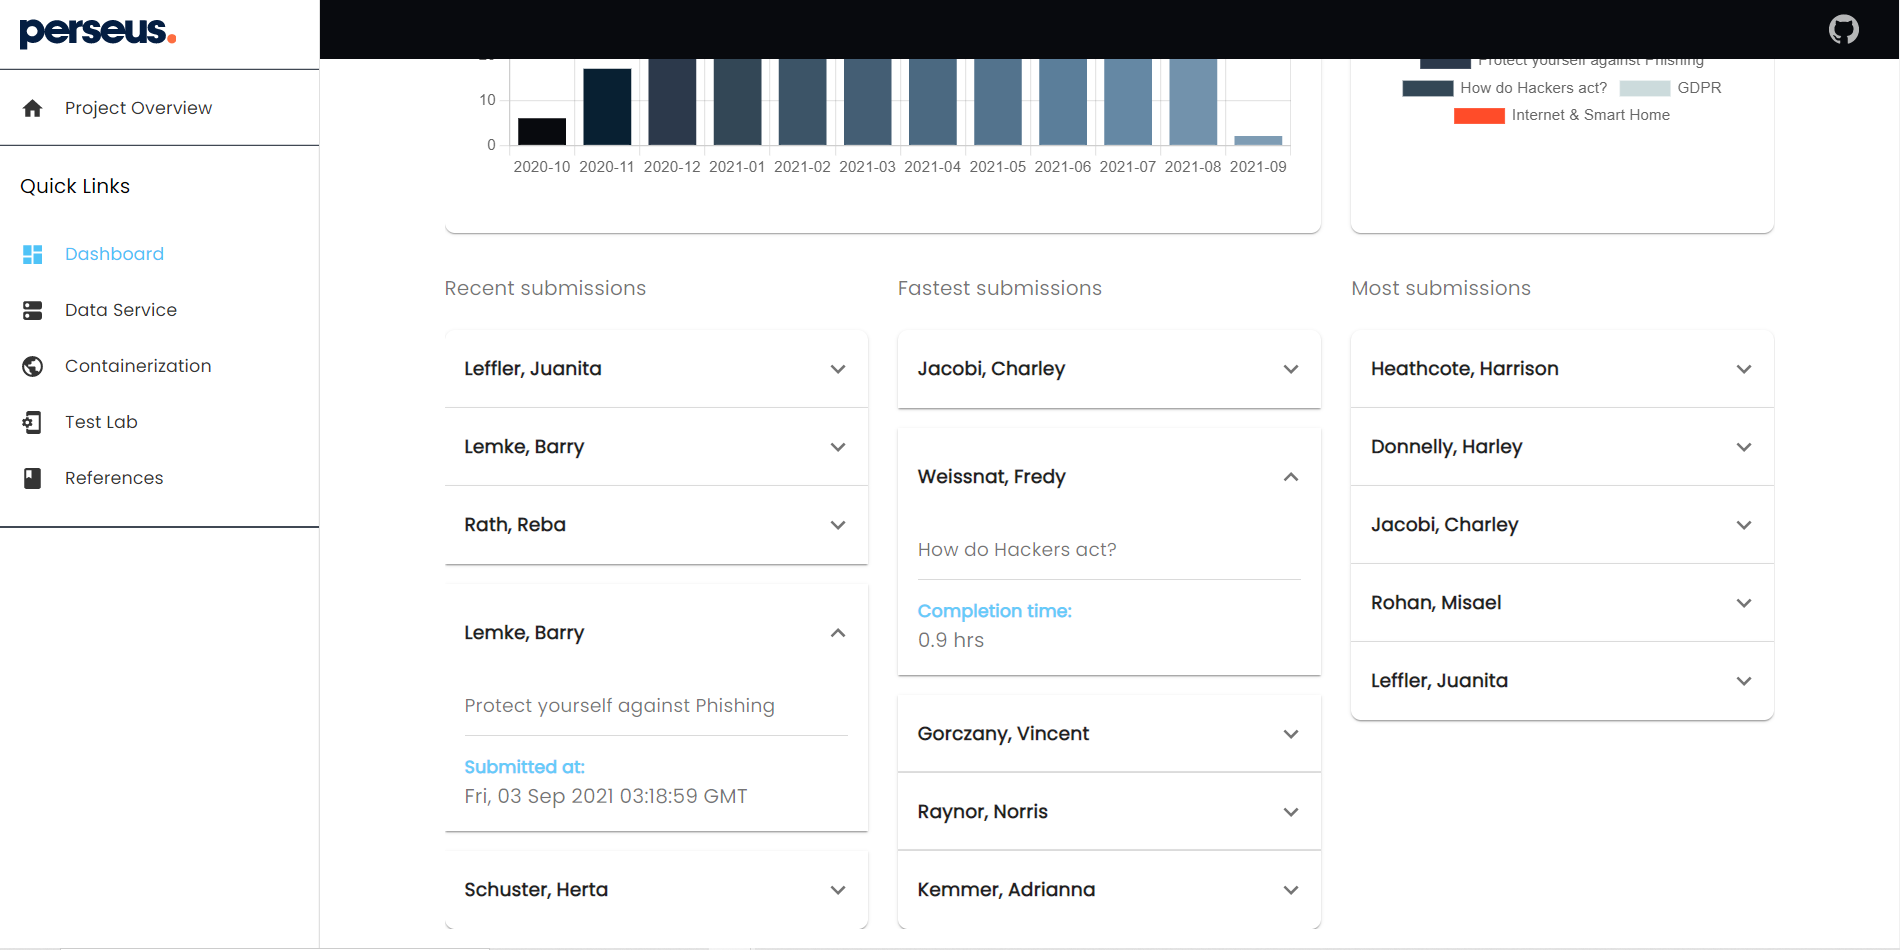 perseus.
Project Overview
Quick Links
Dashboard
Data Service
Containerization
Test Lab
References
10
0
2020-10 2020-11 2020-12 2021-01 2021-02 2021-03 2021-04 2021-05 2021-06 2021-07 2021-08 2021-09
Protect yourself against Phishing
How do Hackers act? GDPR
Internet & Smart Home
Recent submissions
Leffler, Juanita
Lemke, Barry
Rath, Reba
Lemke, Barry
Protect yourself against Phishing
Submitted at:
Fri, 03 Sep 2021 03:18:59 GMT
Schuster, Herta
Fastest submissions
Jacobi, Charley
Weissnat, Fredy
How do Hackers act?
Completion time:
0.9 hrs
Gorczany, Vincent
Raynor, Norris
Kemmer, Adrianna
Most submissions
Heathcote, Harrison
Donnelly, Harley
Jacobi, Charley
Rohan, Misael
Leffler, Juanita